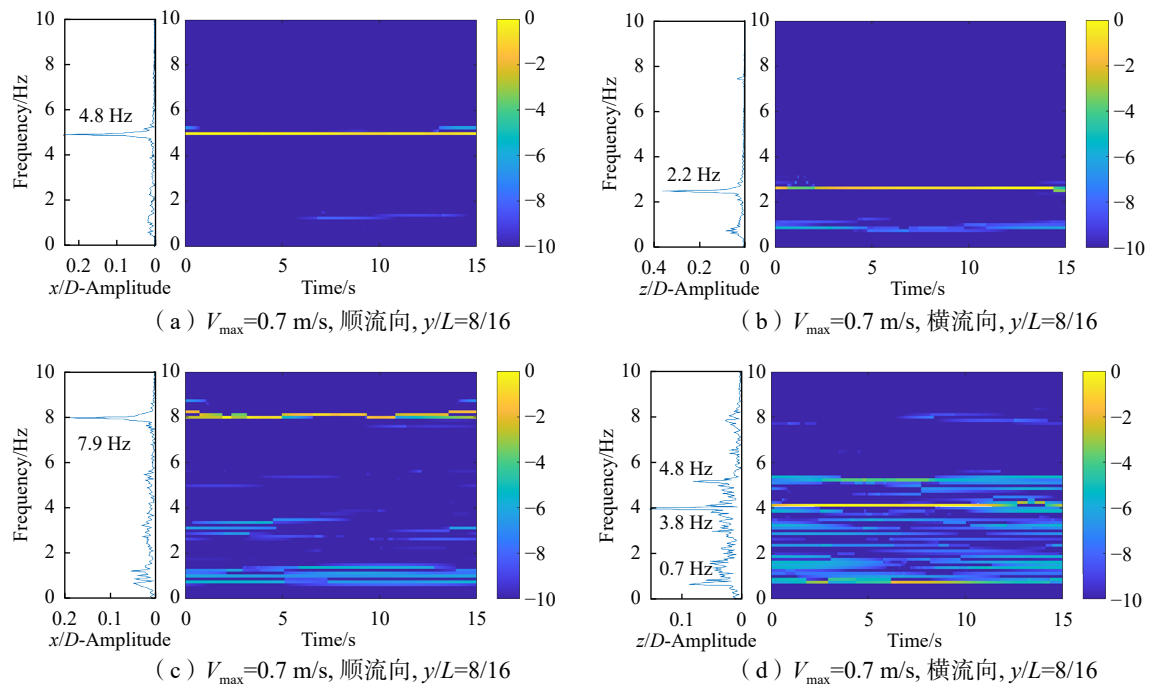 10
8
6
4
2
0
Frequency/Hz
4.8 Hz
0.2 0.1 0
x/D-Amplitude
10
8
6
4
2
0
0 5 10 15
Time/s
0
−2
−4
−6
−8
−10
(a) V_max=0.7 m/s, 顺流向, y/L=8/16
10
8
6
4
2
0
Frequency/Hz
2.2 Hz
0.4 0.2 0
z/D-Amplitude
10
8
6
4
2
0
0 5 10 15
Time/s
0
−2
−4
−6
−8
−10
(b) V_max=0.7 m/s, 横流向, y/L=8/16
10
8
6
4
2
0
Frequency/Hz
7.9 Hz
0.2 0.1 0
x/D-Amplitude
10
8
6
4
2
0
0 5 10 15
Time/s
0
−2
−4
−6
−8
−10
(c) V_max=0.7 m/s, 顺流向, y/L=8/16
10
8
6
4
2
0
Frequency/Hz
4.8 Hz
3.8 Hz
0.7 Hz
0.1 0
z/D-Amplitude
10
8
6
4
2
0
0 5 10 15
Time/s
0
−2
−4
−6
−8
−10
(d) V_max=0.7 m/s, 横流向, y/L=8/16